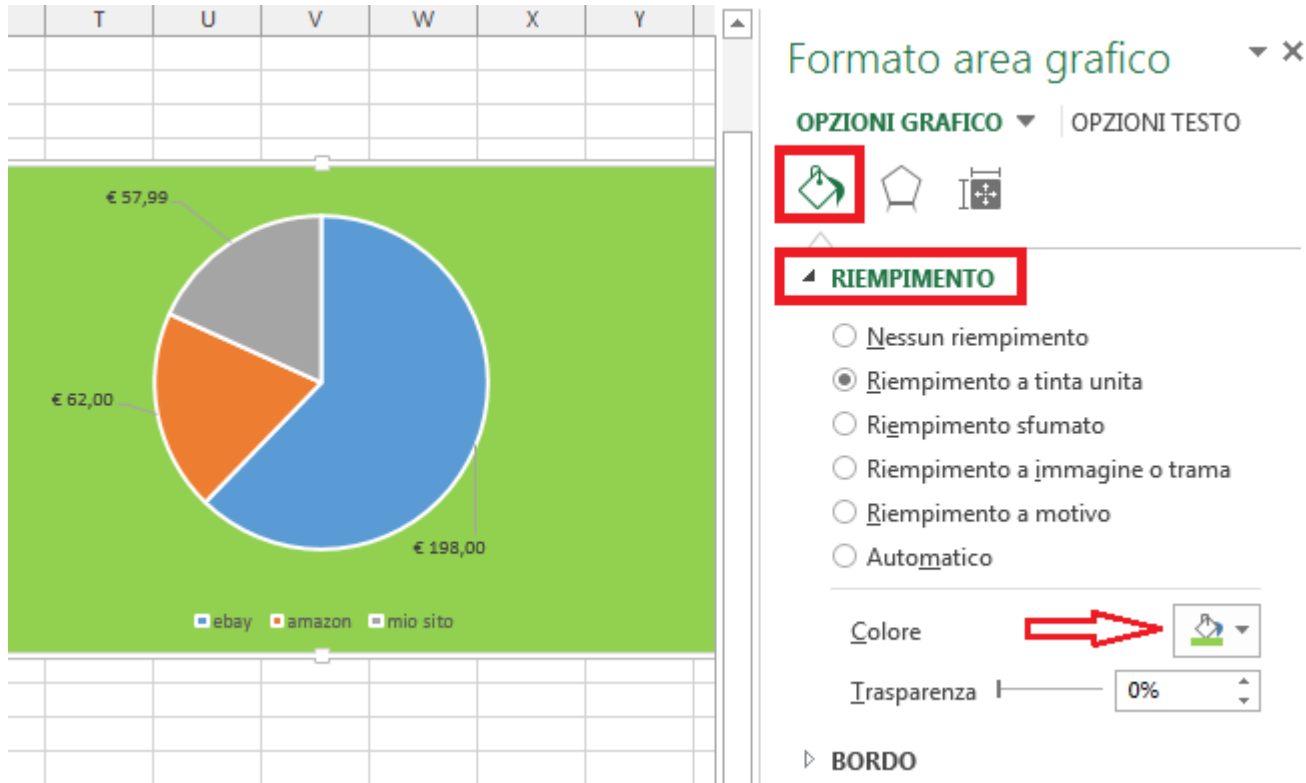 T U V W X Y
€ 57,99
€ 62,00
€ 198,00
ebay amazon mio sito
Formato area grafico
OPZIONI GRAFICO OPZIONI TESTO
RIEMPIMENTO
Nessun riempimento
Riempimento a tinta unita
Riempimento sfumato
Riempimento a immagine o trama
Riempimento a motivo
Automatico
Colore
Trasparenza 0%
BORDO